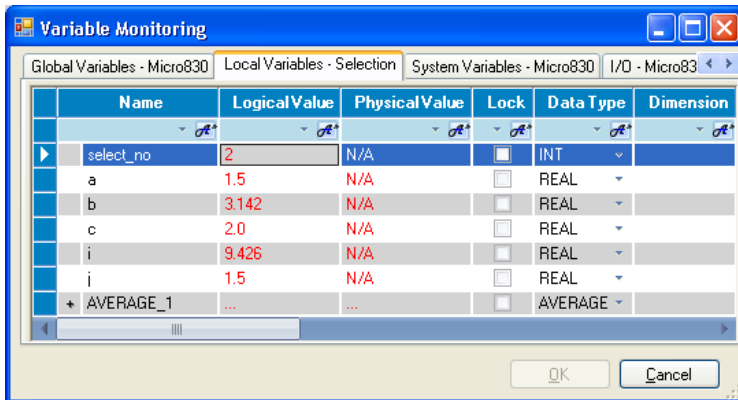 Variable Monitoring
Global Variables - Micro830 Local Variables - Selection System Variables - Micro830 I/O - Micro83
Name Logical Value Physical Value Lock Data Type Dimension
select_no 2 N/A INT
a 1.5 N/A REAL
b 3.142 N/A REAL
c 2.0 N/A REAL
i 9.426 N/A REAL
j 1.5 N/A REAL
+ AVERAGE_1 ... ... AVERAGE
OK Cancel